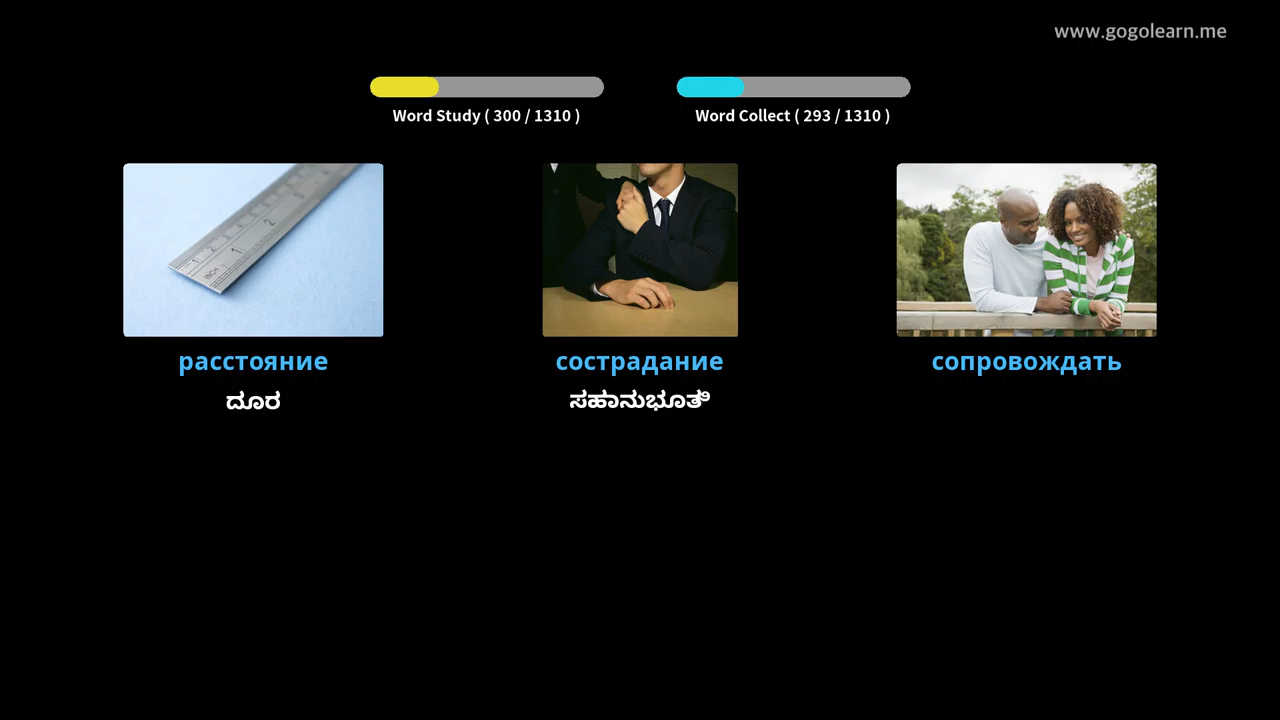 www.gogolearn.me
Word Study ( 300 / 1310 )
Word Collect ( 293 / 1310 )
расстояние
сострадание
сопровождать
ದೂರ
ಸಹಾನುಭೂತಿ